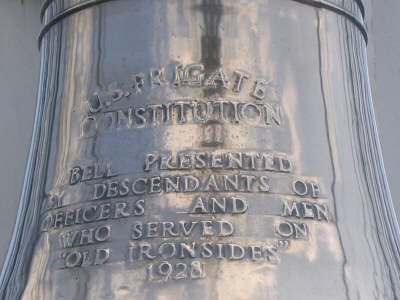 U.S. FRIGATE
CONSTITUTION
BELL PRESENTED
BY DESCENDANTS OF
OFFICERS AND MEN
WHO SERVED ON
"OLD IRONSIDES"
1928